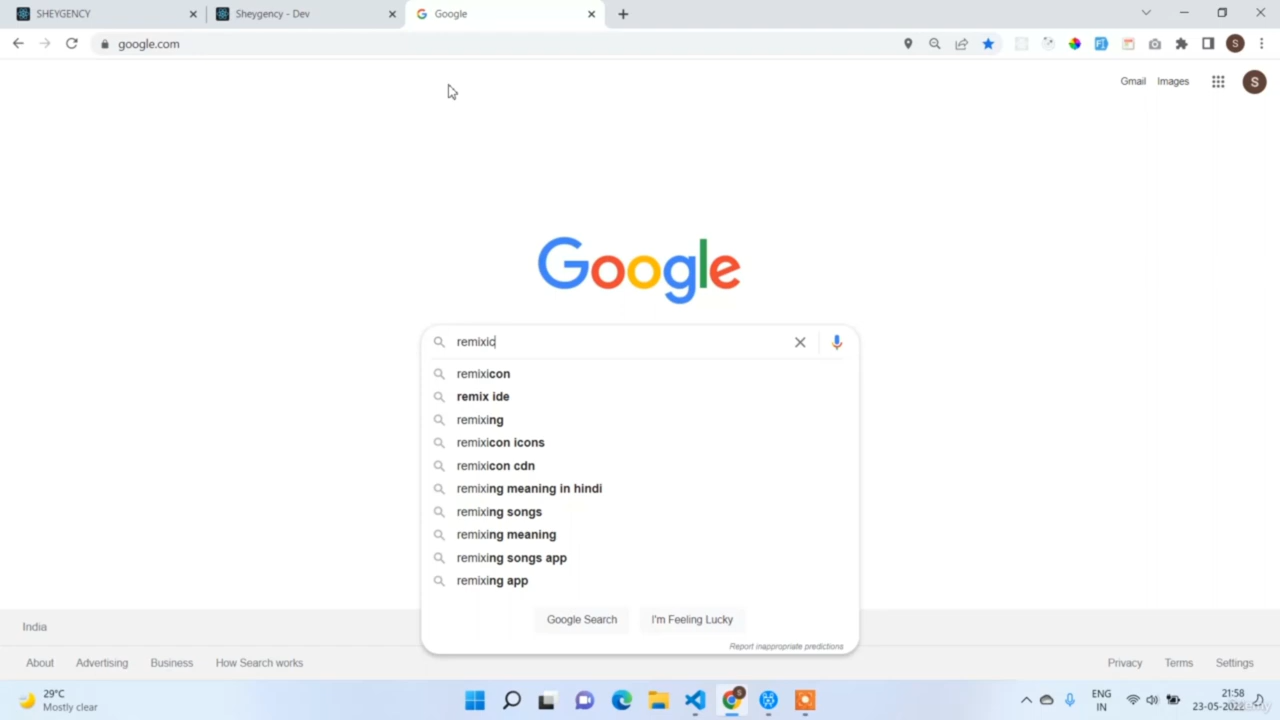 SHEYGENCY
Sheygency - Dev
Google
google.com
S
Gmail
Images
S
Google
remixic
remixicon
remix ide
remixing
remixicon icons
remixicon cdn
remixing meaning in hindi
remixing songs
remixing meaning
remixing songs app
remixing app
Google Search
I'm Feeling Lucky
Report inappropriate predictions
India
About
Advertising
Business
How Search works
Privacy
Terms
Settings
29°C
Mostly clear
ENG
IN
21:58
23-05-2022